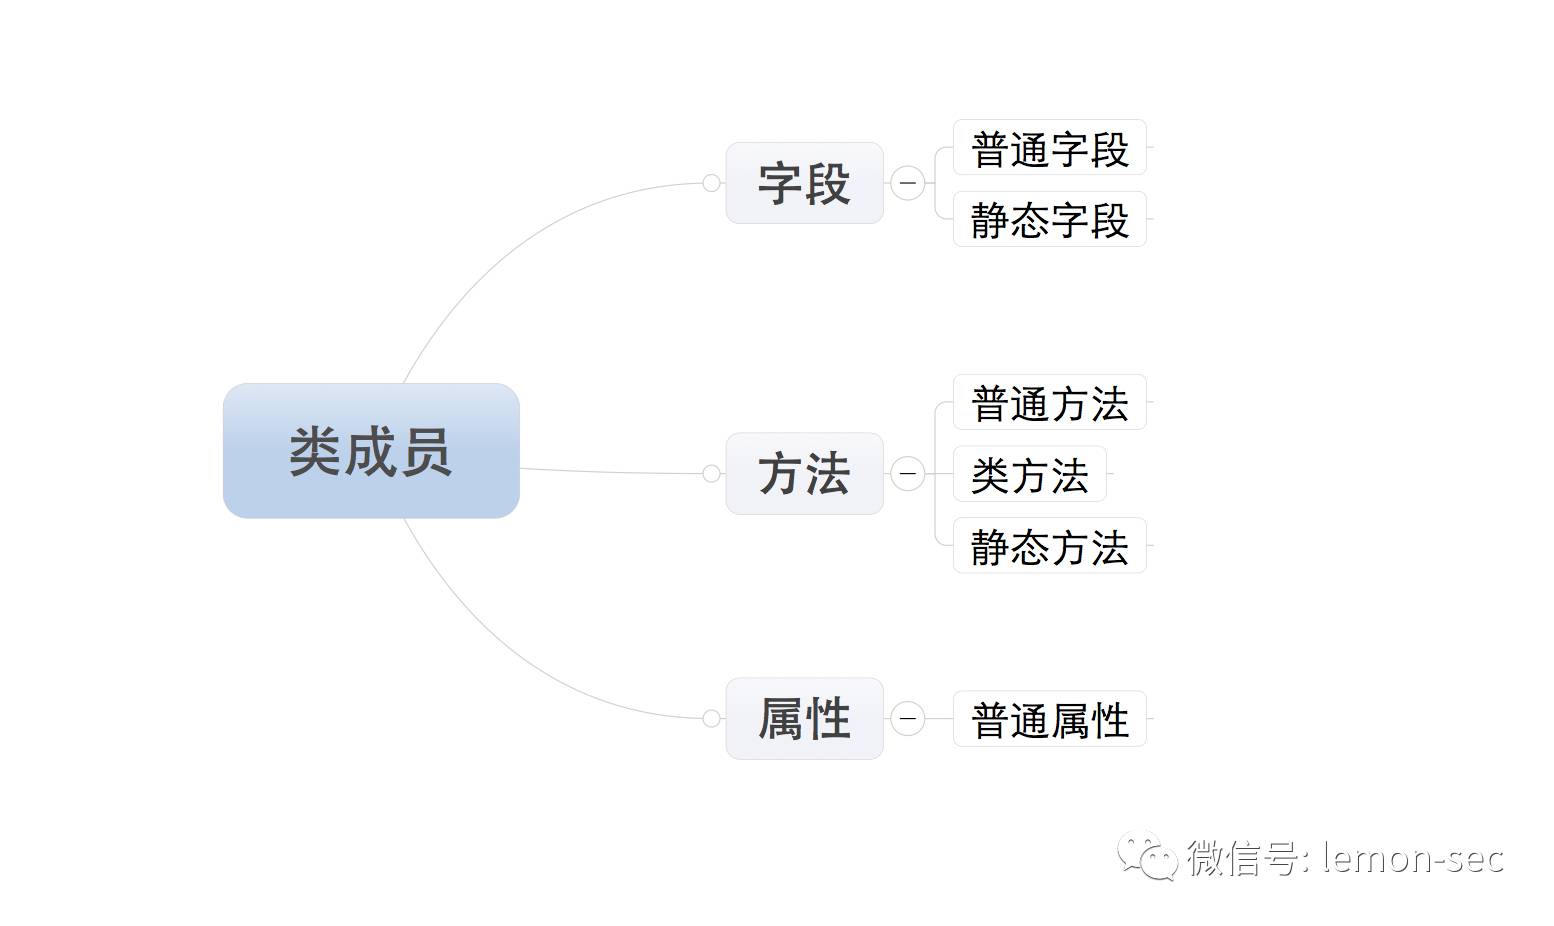 类成员
字段
普通字段
静态字段
方法
普通方法
类方法
静态方法
属性
普通属性
微信号: lemon-sec